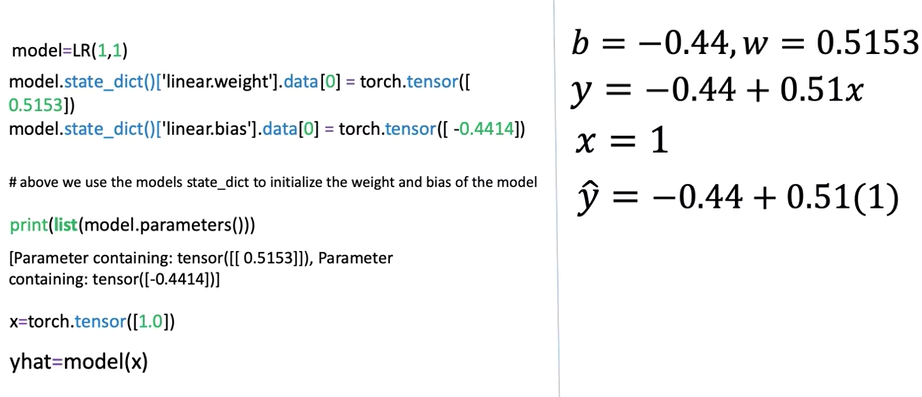 model=LR(1,1)
model.state_dict()['linear.weight'].data[0] = torch.tensor([
0.5153])
model.state_dict()['linear.bias'].data[0] = torch.tensor([ -0.4414])
# above we use the models state_dict to initialize the weight and bias of the model
print(list(model.parameters()))
[Parameter containing: tensor([[ 0.5153]]), Parameter
containing: tensor([-0.4414])]
x=torch.tensor([1.0])
yhat=model(x)
b = −0.44, w = 0.5153
y = −0.44 + 0.51x
x = 1
ŷ = −0.44 + 0.51(1)